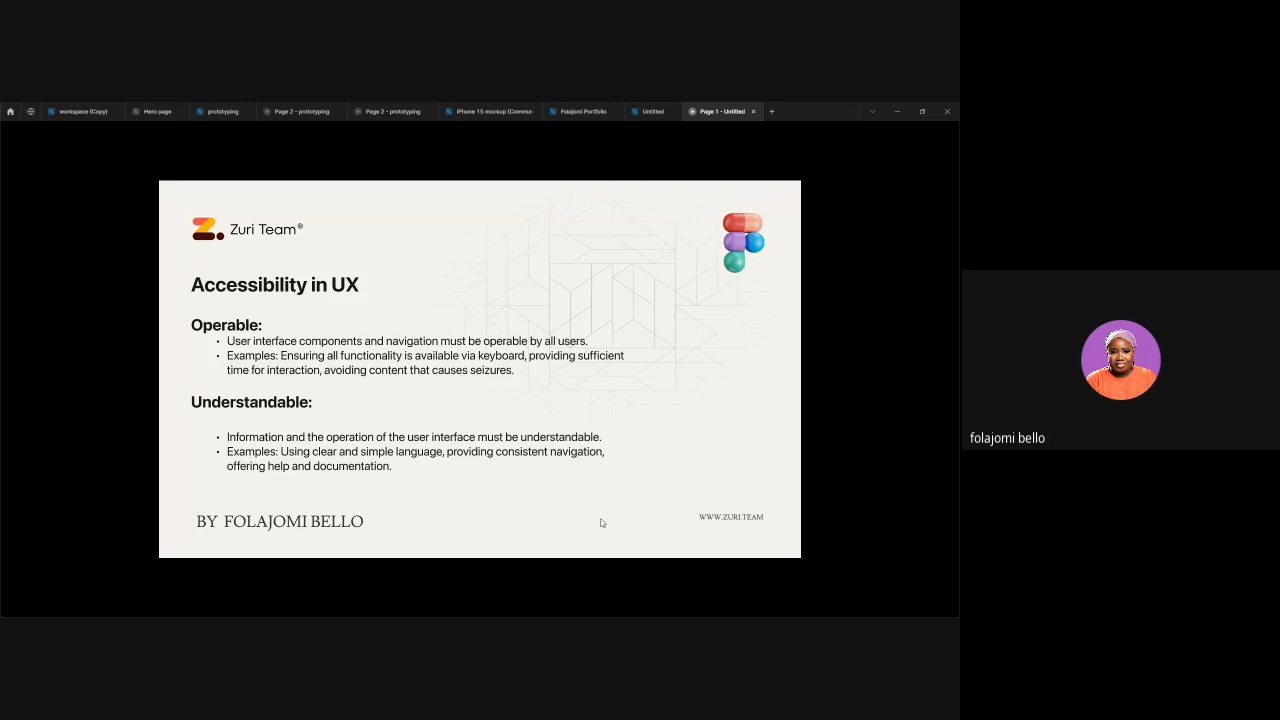 workspace (Copy)
Hero page
prototyping
Page 2 - prototyping
Page 2 - prototyping
iPhone 15 mockup (Commun
Folajomi Portfolio
Untitled
Page 1 - Untitled
Zuri Team®
Accessibility in UX
Operable:
• User interface components and navigation must be operable by all users.
• Examples: Ensuring all functionality is available via keyboard, providing sufficient
time for interaction, avoiding content that causes seizures.
Understandable:
• Information and the operation of the user interface must be understandable.
• Examples: Using clear and simple language, providing consistent navigation,
offering help and documentation.
BY FOLAJOMI BELLO
WWW.ZURI.TEAM
folajomi bello